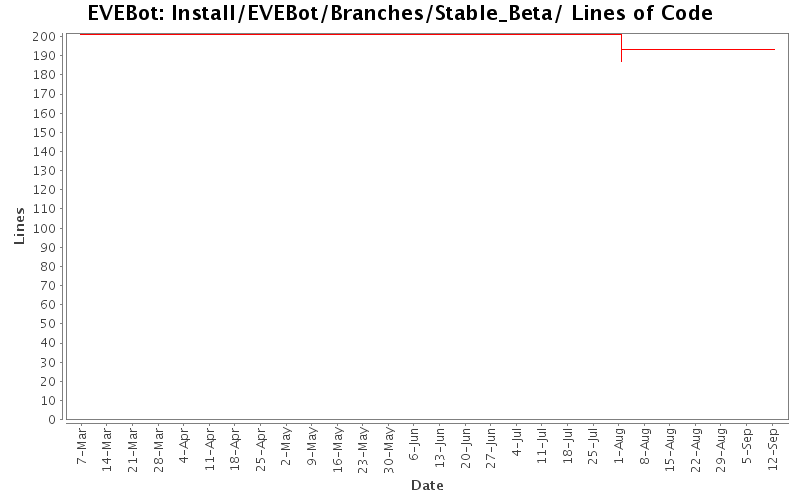 EVEBot: Install/EVEBot/Branches/Stable_Beta/ Lines of Code
200
190
180
170
160
150
140
130
120
110
100
90
80
70
60
50
40
30
20
10
0
Lines
7-Mar
14-Mar
21-Mar
28-Mar
4-Apr
11-Apr
18-Apr
25-Apr
2-May
9-May
16-May
23-May
30-May
6-Jun
13-Jun
20-Jun
27-Jun
4-Jul
11-Jul
18-Jul
25-Jul
1-Aug
8-Aug
15-Aug
22-Aug
29-Aug
5-Sep
12-Sep
Date